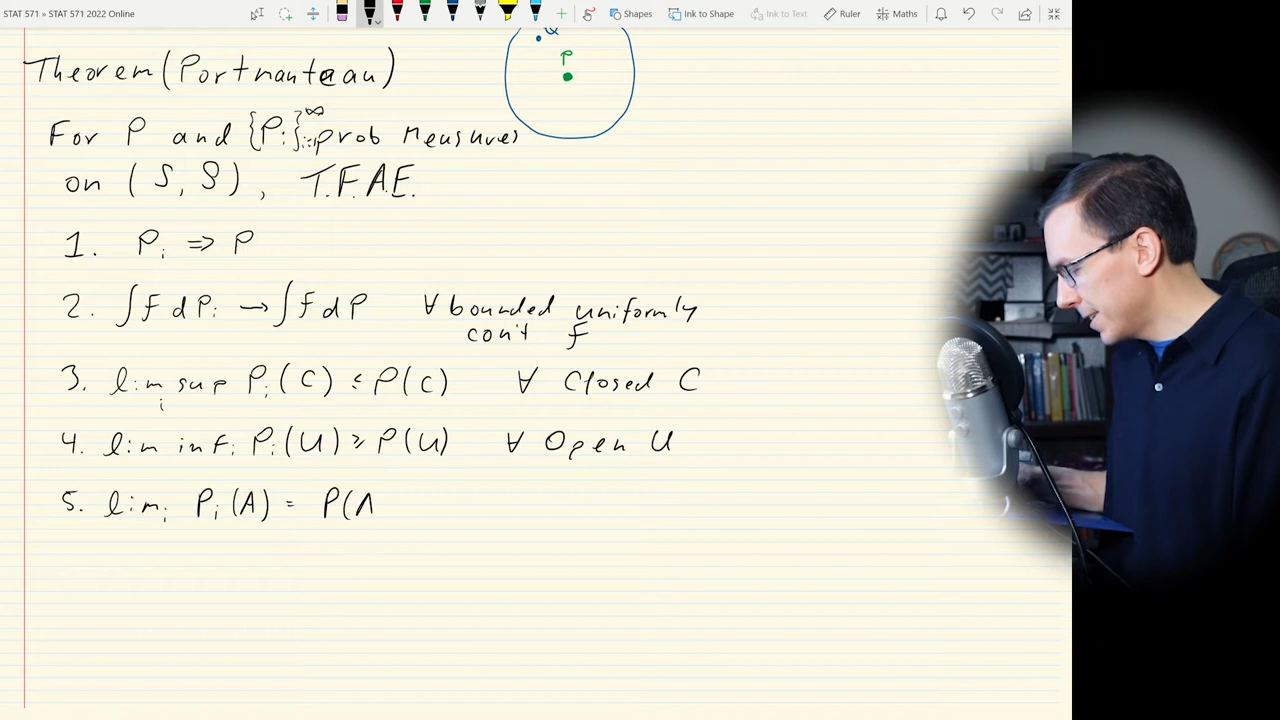 STAT 571 » STAT 571 2022 Online
Shapes Ink to Shape Ink to Text Ruler Maths
Q
P
Theorem (Portmanteau)
For P and {Pᵢ}ᵢ₌₁^∞ prob measures
on (S, 𝒮), T.F.A.E.
1. Pᵢ ⇒ P
2. ∫f dPᵢ → ∫f dP ∀ bounded uniformly
con't f
3. lim supᵢ Pᵢ(C) ≤ P(C) ∀ Closed C
4. lim infᵢ Pᵢ(U) ≥ P(U) ∀ Open U
5. limᵢ Pᵢ(A) = P(Λ